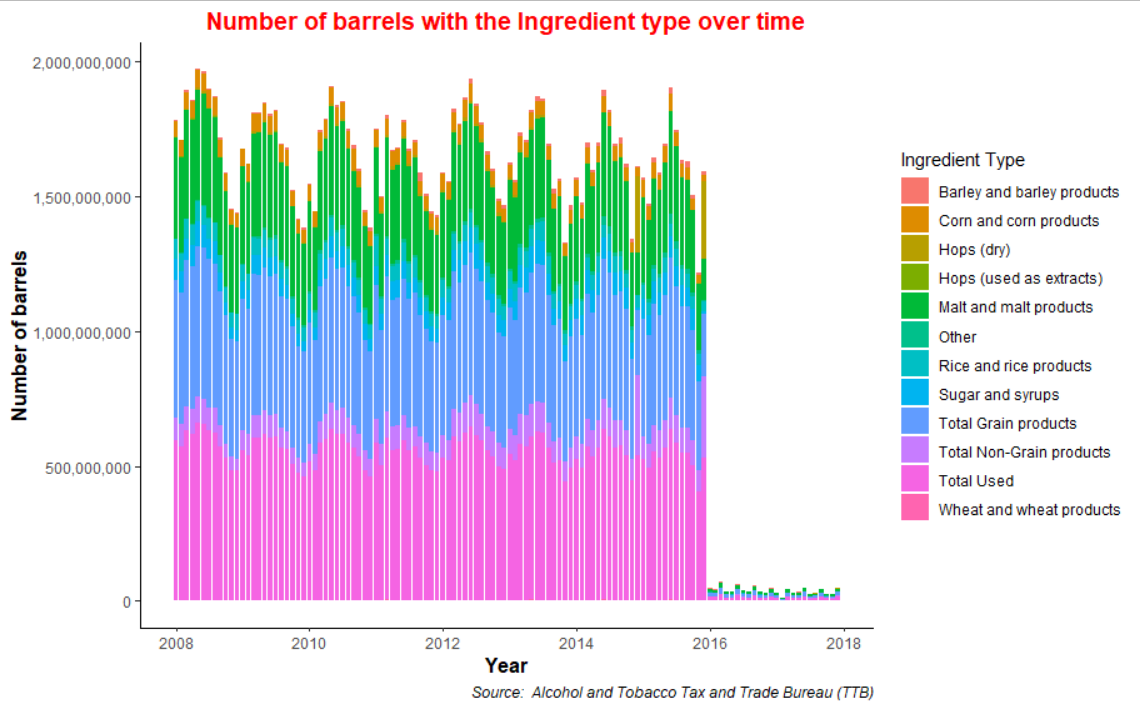 Number of barrels with the Ingredient type over time
2,000,000,000
1,500,000,000
1,000,000,000
500,000,000
0
Number of barrels
2008
2010
2012
2014
2016
2018
Year
Source:  Alcohol and Tobacco Tax and Trade Bureau (TTB)
Ingredient Type
Barley and barley products
Corn and corn products
Hops (dry)
Hops (used as extracts)
Malt and malt products
Other
Rice and rice products
Sugar and syrups
Total Grain products
Total Non-Grain products
Total Used
Wheat and wheat products